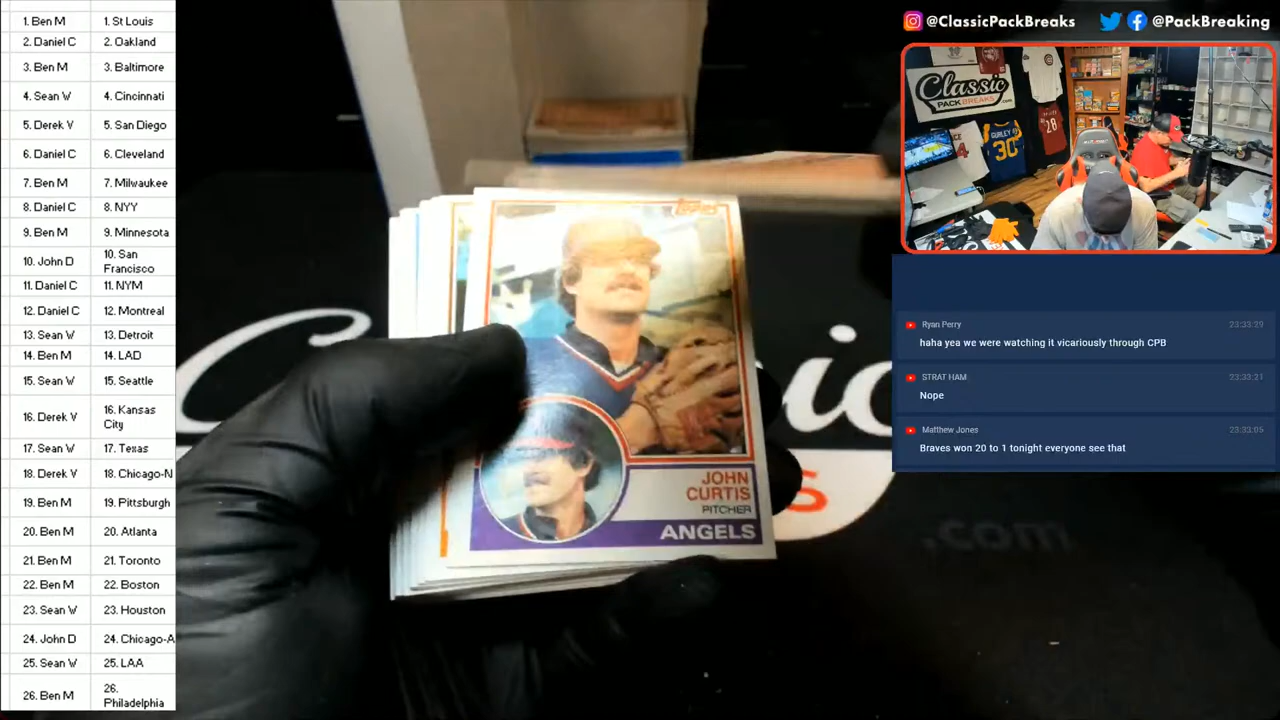 1. Ben M 1. St Louis
2. Daniel C 2. Oakland
3. Ben M 3. Baltimore
4. Sean W 4. Cincinnati
5. Derek V 5. San Diego
6. Daniel C 6. Cleveland
7. Ben M 7. Milwaukee
8. Daniel C 8. NYY
9. Ben M 9. Minnesota
10. John D 10. San
Francisco
11. Daniel C 11. NYM
12. Daniel C 12. Montreal
13. Sean W 13. Detroit
14. Ben M 14. LAD
15. Sean W 15. Seattle
16. Derek V 16. Kansas
City
17. Sean W 17. Texas
18. Derek V 18. Chicago-N
19. Ben M 19. Pittsburgh
20. Ben M 20. Atlanta
21. Ben M 21. Toronto
22. Ben M 22. Boston
23. Sean W 23. Houston
24. John D 24. Chicago-A
25. Sean W 25. LAA
26. Ben M 26.
Philadelphia
Topps
JOHN
CURTIS
PITCHER
ANGELS
.com
@ClassicPackBreaks @PackBreaking
Classic
PACKBREAKS.com
GURLEY
30
28
Ryan Perry 23:33:29
haha yea we were watching it vicariously through CPB
STRAT HAM 23:33:21
Nope
Matthew Jones 23:33:05
Braves won 20 to 1 tonight everyone see that